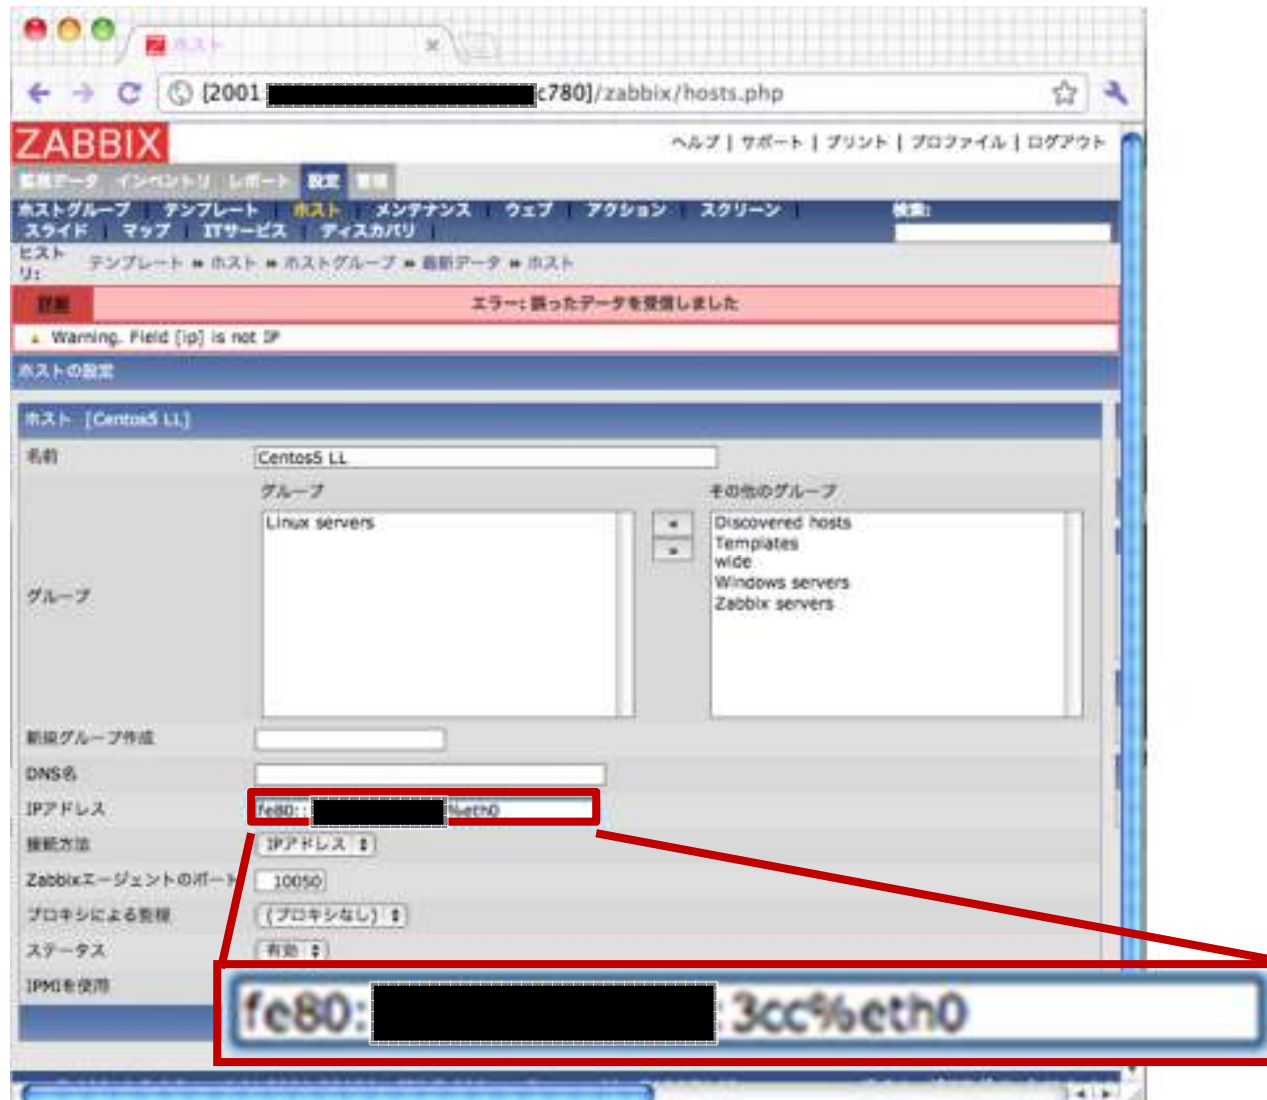 ホスト
[2001: c780]/zabbix/hosts.php
ZABBIX
ヘルプ | サポート | プリント | プロファイル | ログアウト
監視データ インベントリ レポート 設定 管理
ホストグループ | テンプレート | ホスト | メンテナンス | ウェブ | アクション | スクリーン | 検索:
スライド | マップ | ITサービス | ディスカバリ |
ヒストリ: テンプレート » ホスト » ホストグループ » 最新データ » ホスト
詳細 エラー: 誤ったデータを受信しました
Warning. Field [ip] is not IP
ホストの設定
ホスト [Centos5 LL]
名前 Centos5 LL
グループ その他のグループ
Linux servers
« »
Discovered hosts
Templates
wide
Windows servers
Zabbix servers
グループ
新規グループ作成
DNS名
IPアドレス fe80:: %eth0
接続方法 IPアドレス
Zabbixエージェントのポート 10050
プロキシによる監視 (プロキシなし)
ステータス 有効
IPMIを使用
fe80: :3cc%eth0